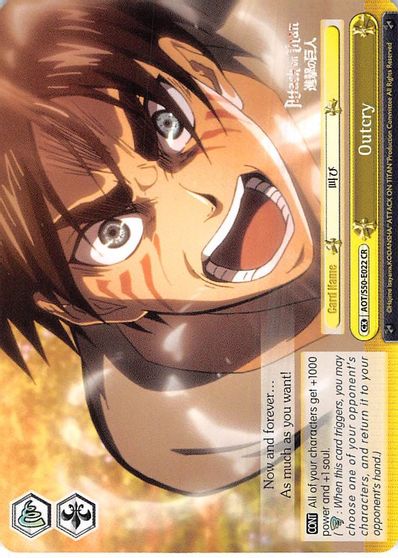 Attack on Titan
進撃の巨人
Now and forever....
As much as you want!
CONT All of your characters get +1000
power and +1 soul.
( : When this card triggers, you may
choose one of your opponent's
characters, and return it to your
opponent's hand.)
Card Name
叫び
Outcry
CX AOT/S50-E022 CR
©Hajime Isayama,KODANSHA/"ATTACK ON TITAN"Production Committee All Rights Reserved